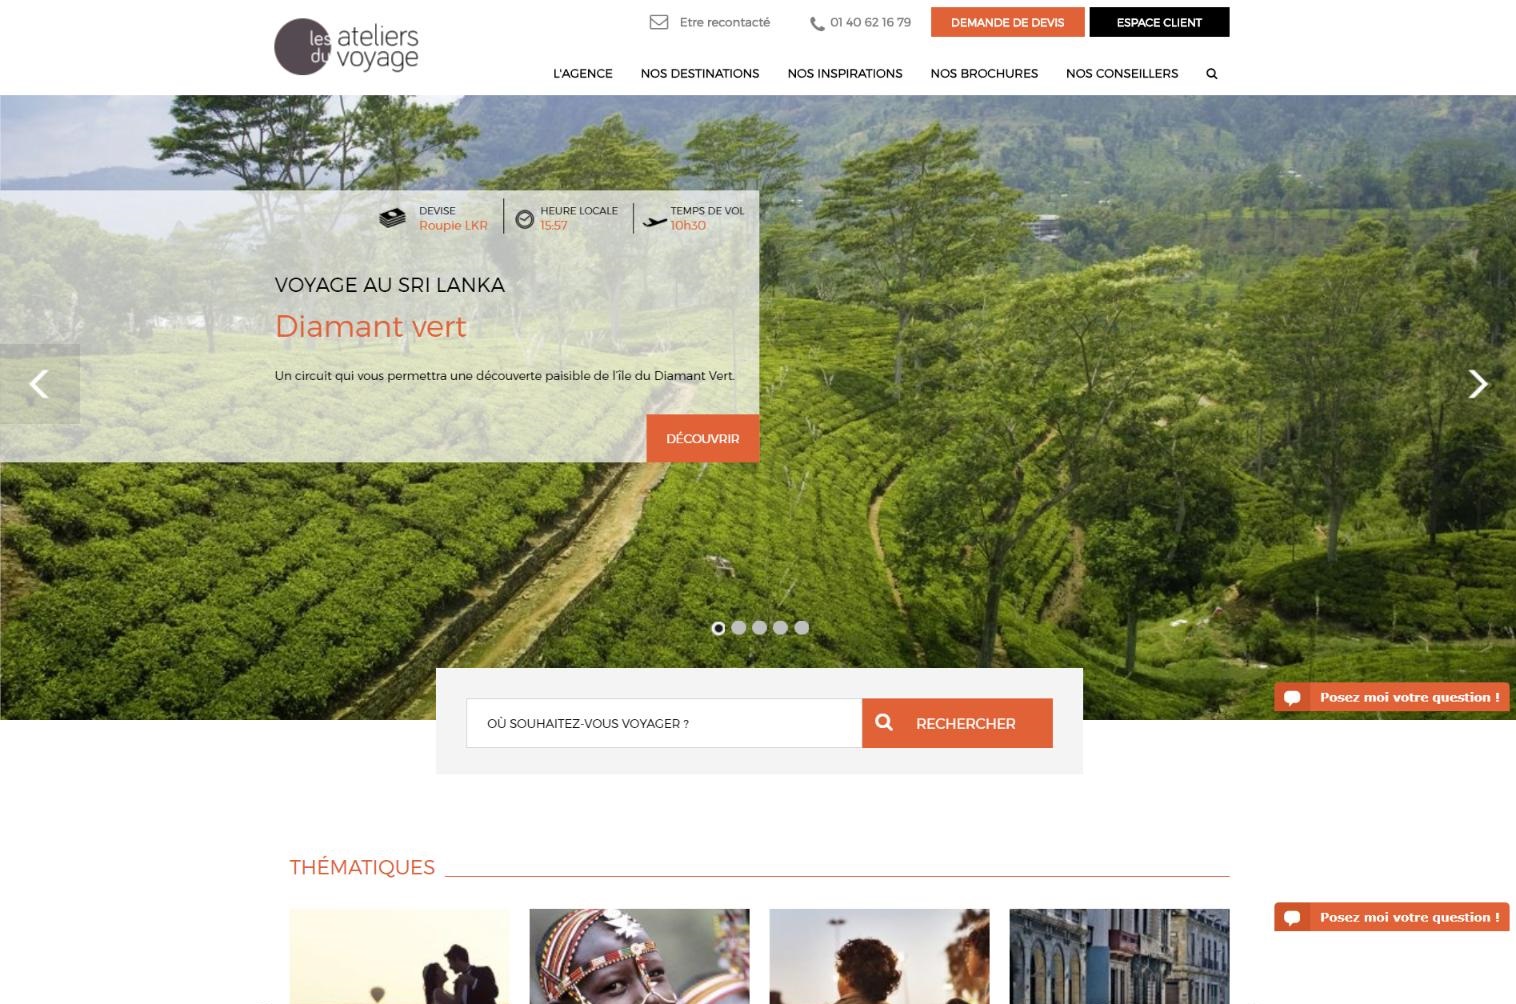 les ateliers
du voyage
Etre recontacté
01 40 62 16 79
DEMANDE DE DEVIS
ESPACE CLIENT
L'AGENCE
NOS DESTINATIONS
NOS INSPIRATIONS
NOS BROCHURES
NOS CONSEILLERS
DEVISE
Roupie LKR
HEURE LOCALE
15:57
TEMPS DE VOL
10h30
VOYAGE AU SRI LANKA
Diamant vert
Un circuit qui vous permettra une découverte paisible de l'île du Diamant Vert.
DÉCOUVRIR
Posez moi votre question !
OÙ SOUHAITEZ-VOUS VOYAGER ?
RECHERCHER
THÉMATIQUES
Posez moi votre question !